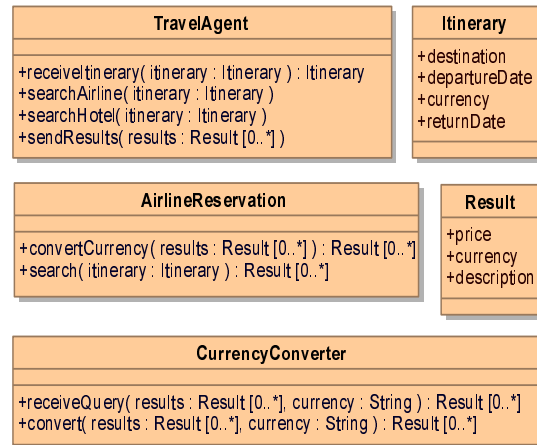 TravelAgent
+receiveItinerary( itinerary : Itinerary ) : Itinerary
+searchAirline( itinerary : Itinerary )
+searchHotel( itinerary : Itinerary )
+sendResults( results : Result [0..*] )
Itinerary
+destination
+departureDate
+currency
+returnDate
AirlineReservation
+convertCurrency( results : Result [0..*] ) : Result [0..*]
+search( itinerary : Itinerary ) : Result [0..*]
Result
+price
+currency
+description
CurrencyConverter
+receiveQuery( results : Result [0..*], currency : String ) : Result [0..*]
+convert( results : Result [0..*], currency : String ) : Result [0..*]